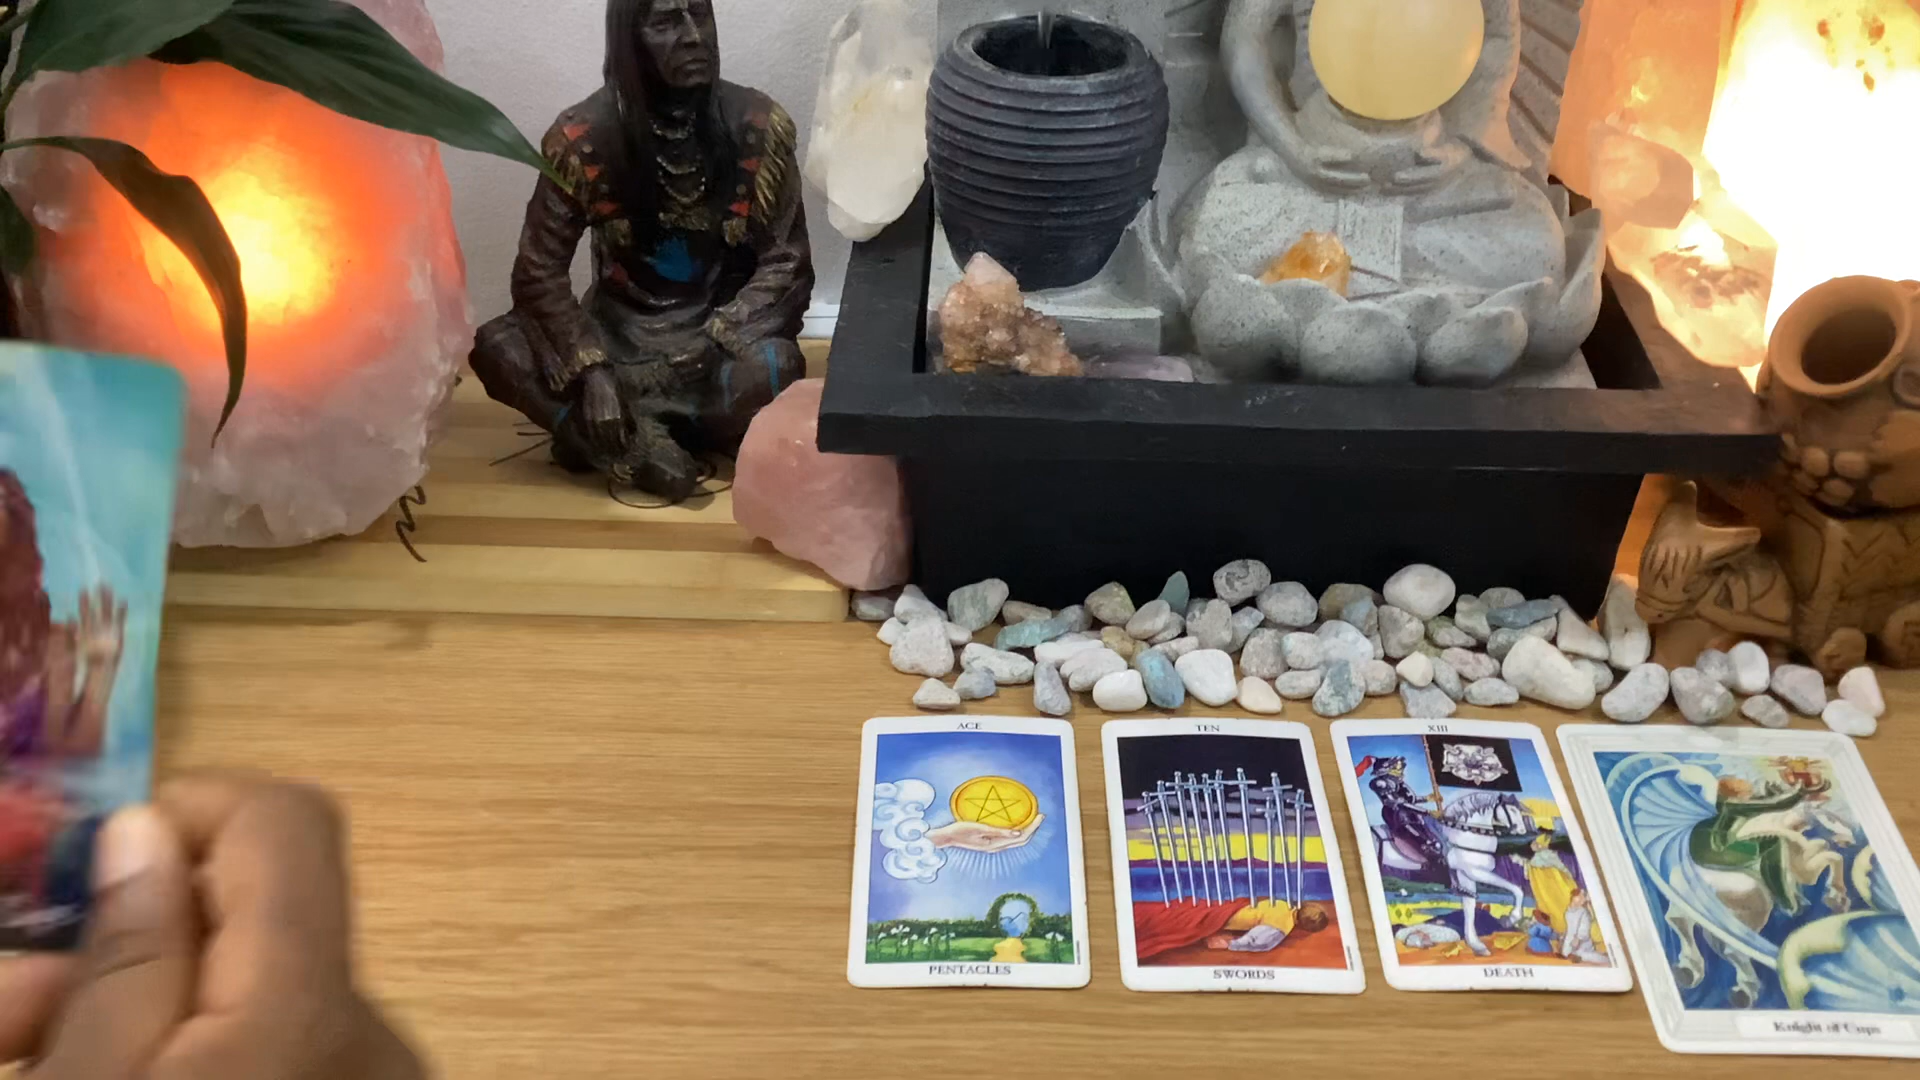 ACE
PENTACLES
TEN
SWORDS
XIII
DEATH
Knight of Cups